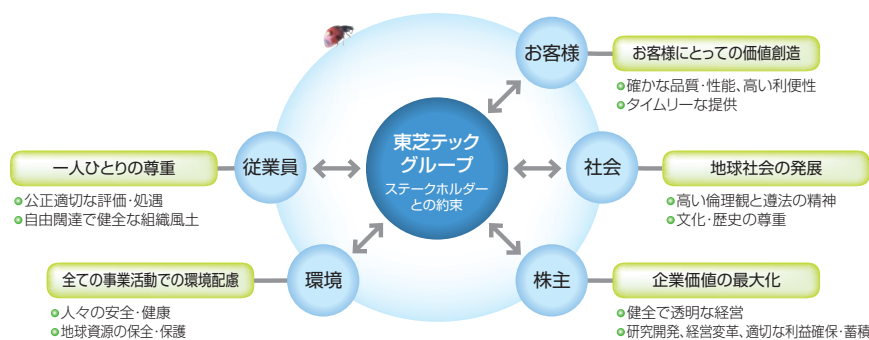 お客様
お客様にとっての価値創造
確かな品質・性能、高い利便性
タイムリーな提供
東芝テック
グループ
ステークホルダー
との約束
一人ひとりの尊重
従業員
公正適切な評価・処遇
自由闊達で健全な組織風土
社会
地球社会の発展
高い倫理観と遵法の精神
文化・歴史の尊重
全ての事業活動での環境配慮
環境
人々の安全・健康
地球資源の保全・保護
株主
企業価値の最大化
健全で透明な経営
研究開発、経営変革、適切な利益確保・蓄積